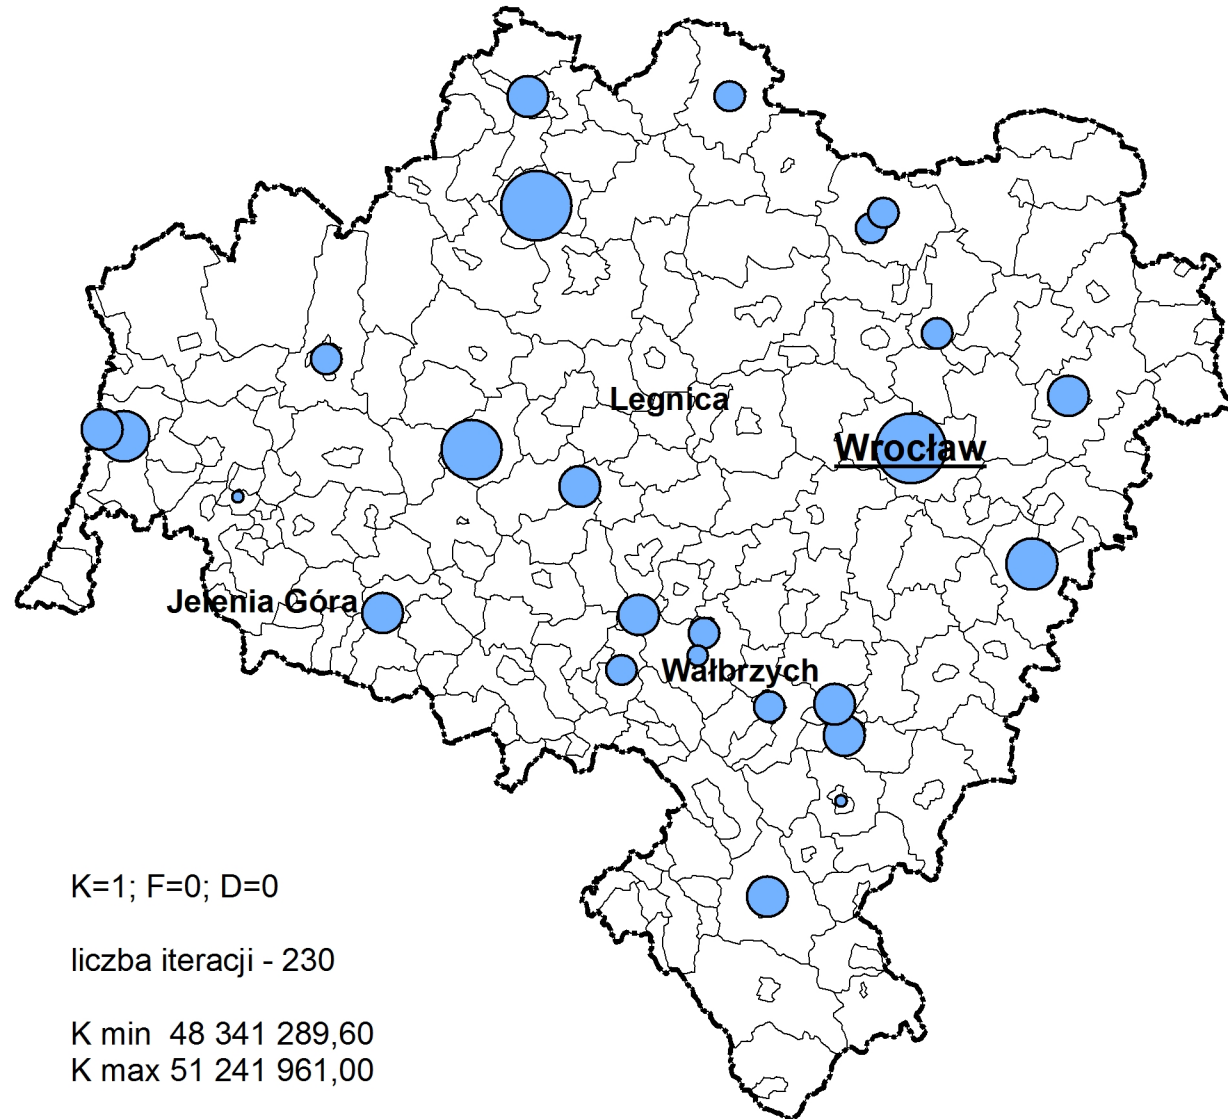 Legnica
Wrocław
Jelenia Góra
Wałbrzych
K=1; F=0; D=0
liczba iteracji - 230
K min 48 341 289,60
K max 51 241 961,00